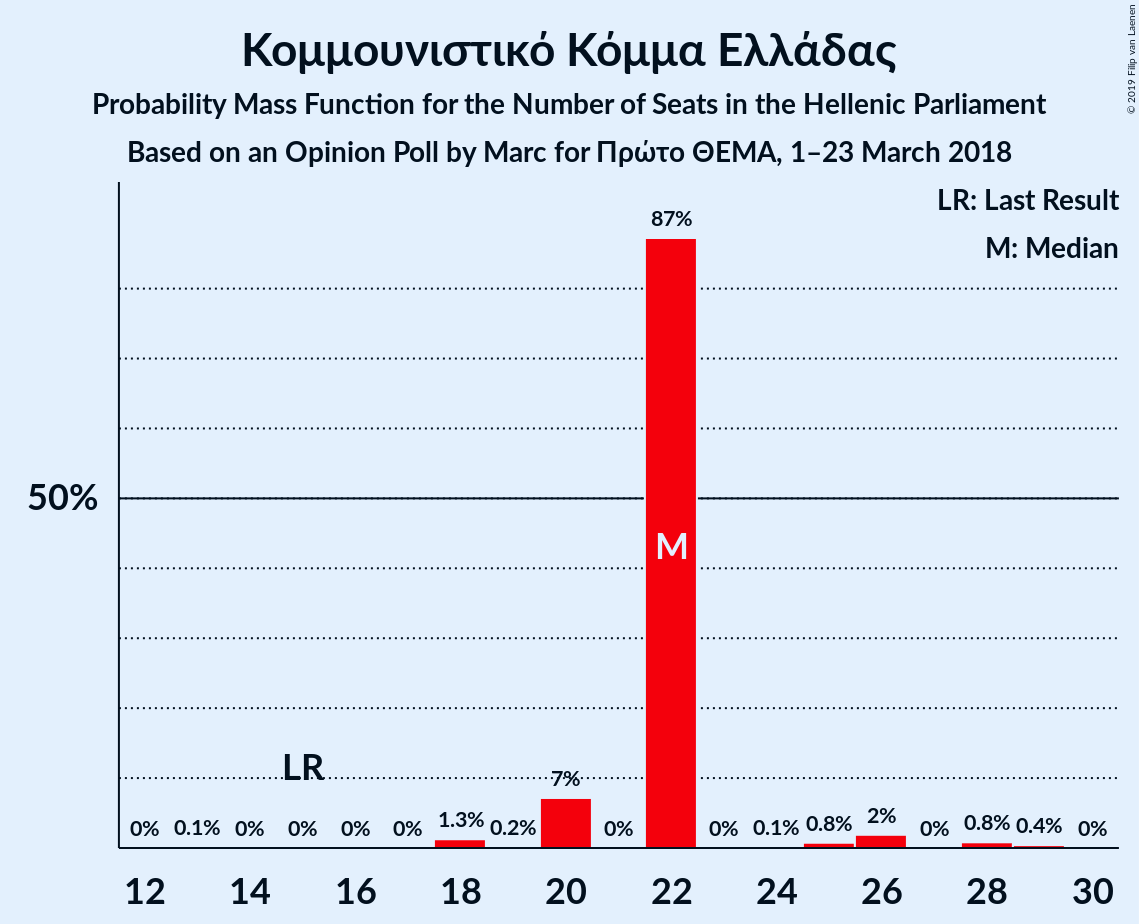 Κομμουνιστικό Κόμμα Ελλάδας
Probability Mass Function for the Number of Seats in the Hellenic Parliament
Based on an Opinion Poll by Marc for Πρώτο ΘΕΜΑ, 1–23 March 2018
© 2019 Filip van Laenen
LR: Last Result
M: Median
87%
50%
M
LR
7%
0% 0.1% 0% 0% 0% 0% 1.3% 0.2% 0% 0% 0.1% 0.8% 2% 0% 0.8% 0.4% 0%
12 14 16 18 20 22 24 26 28 30